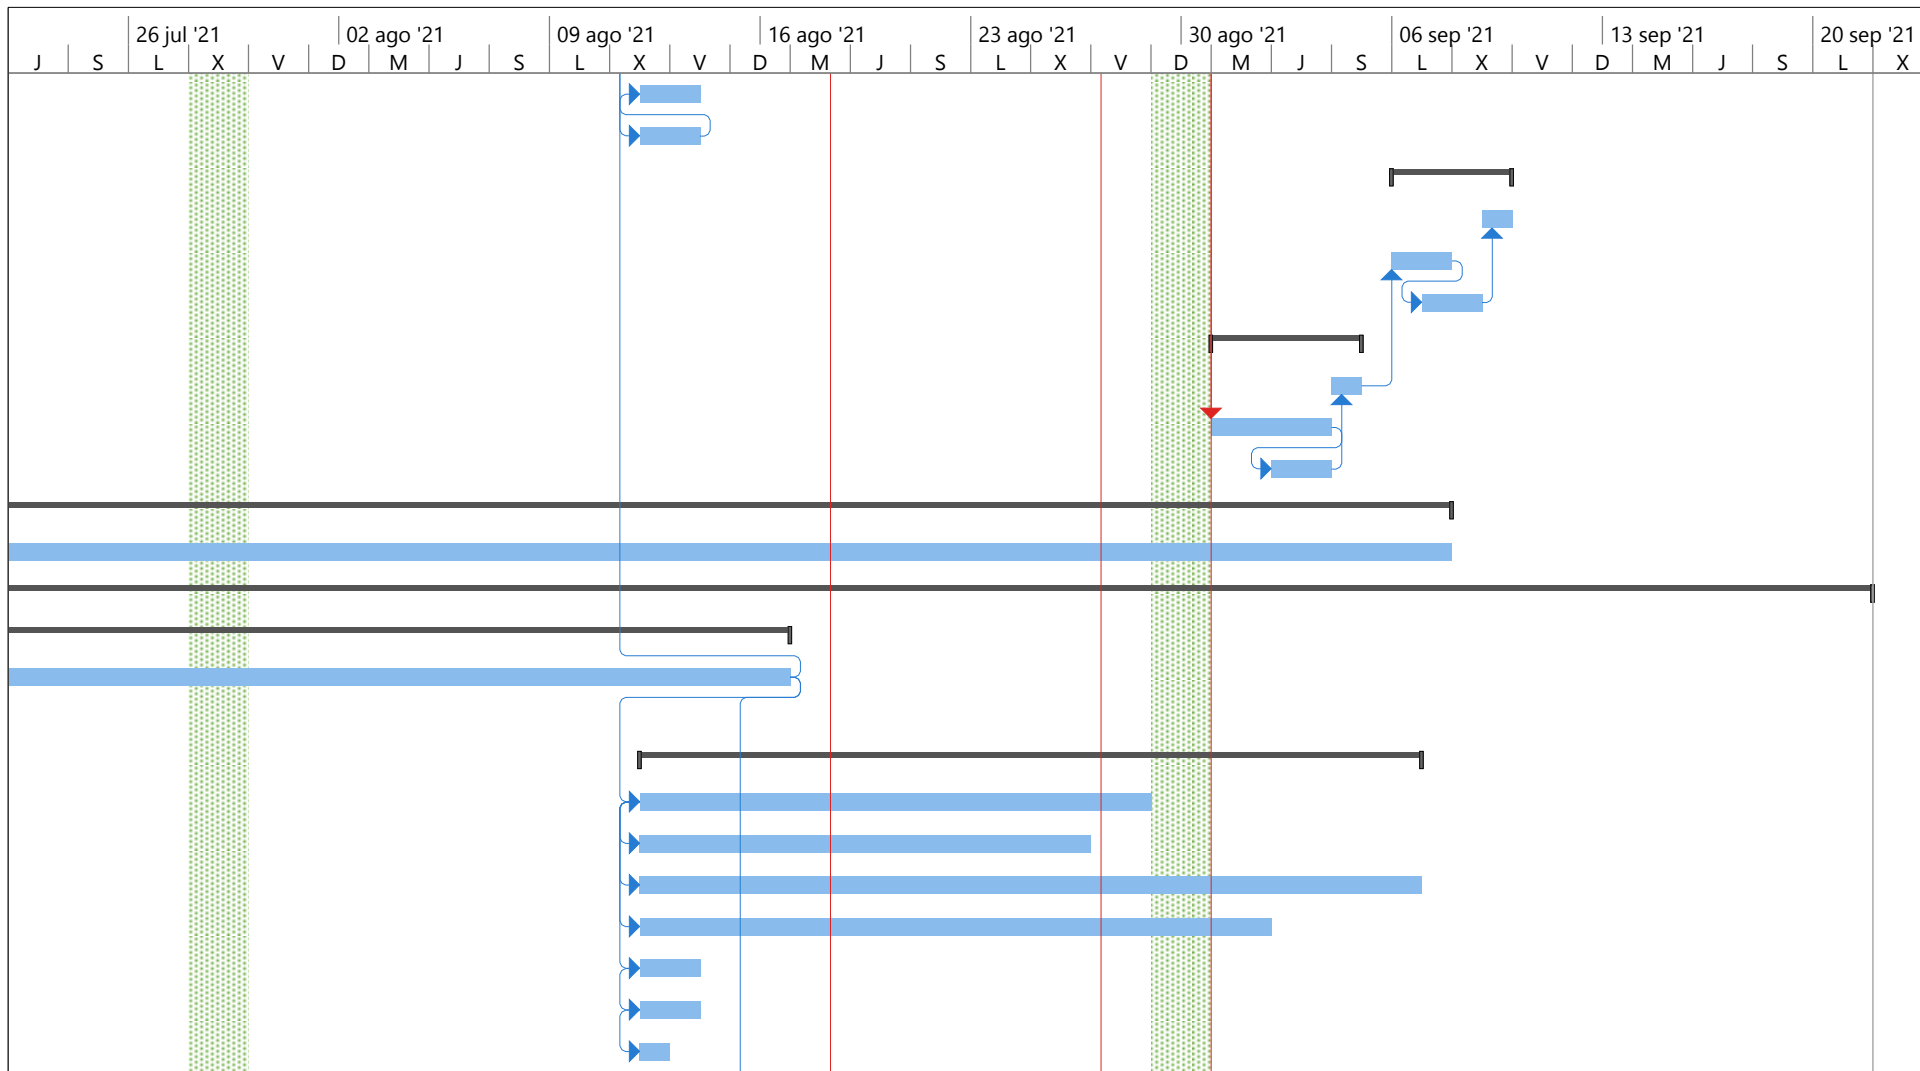 26 jul '21 02 ago '21 09 ago '21 16 ago '21 23 ago '21 30 ago '21 06 sep '21 13 sep '21 20 sep '21
J S L X V D M J S L X V D M J S L X V D M J S L X V D M J S L X